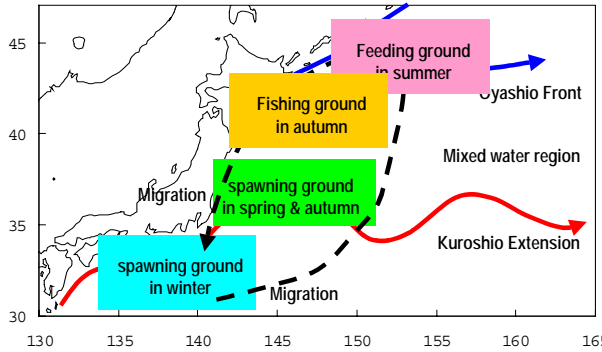 45
Feeding ground
in summer
Oyashio Front
Fishing ground
in autumn
40
Mixed water region
Migration
spawning ground
in spring & autumn
35
Kuroshio Extension
spawning ground
in winter
Migration
30
130 135 140 145 150 155 160 165